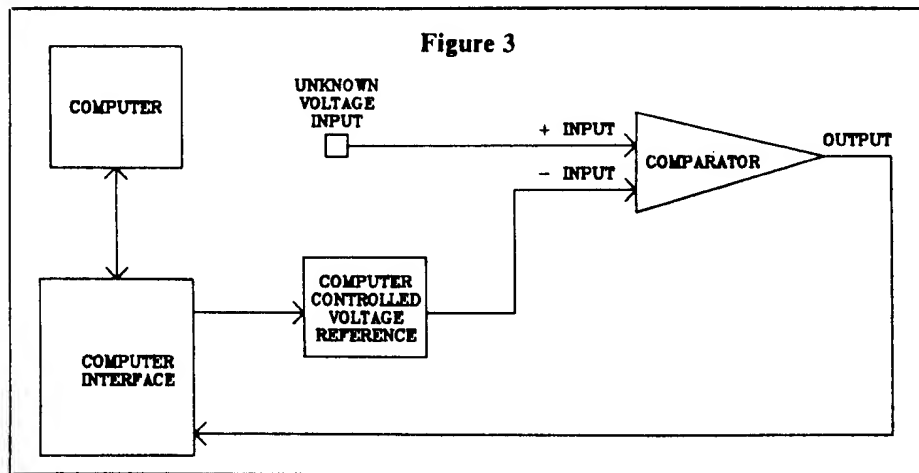 Figure 3
COMPUTER
UNKNOWN
VOLTAGE
INPUT
+ INPUT
- INPUT
COMPARATOR
OUTPUT
COMPUTER
CONTROLLED
VOLTAGE
REFERENCE
COMPUTER
INTERFACE